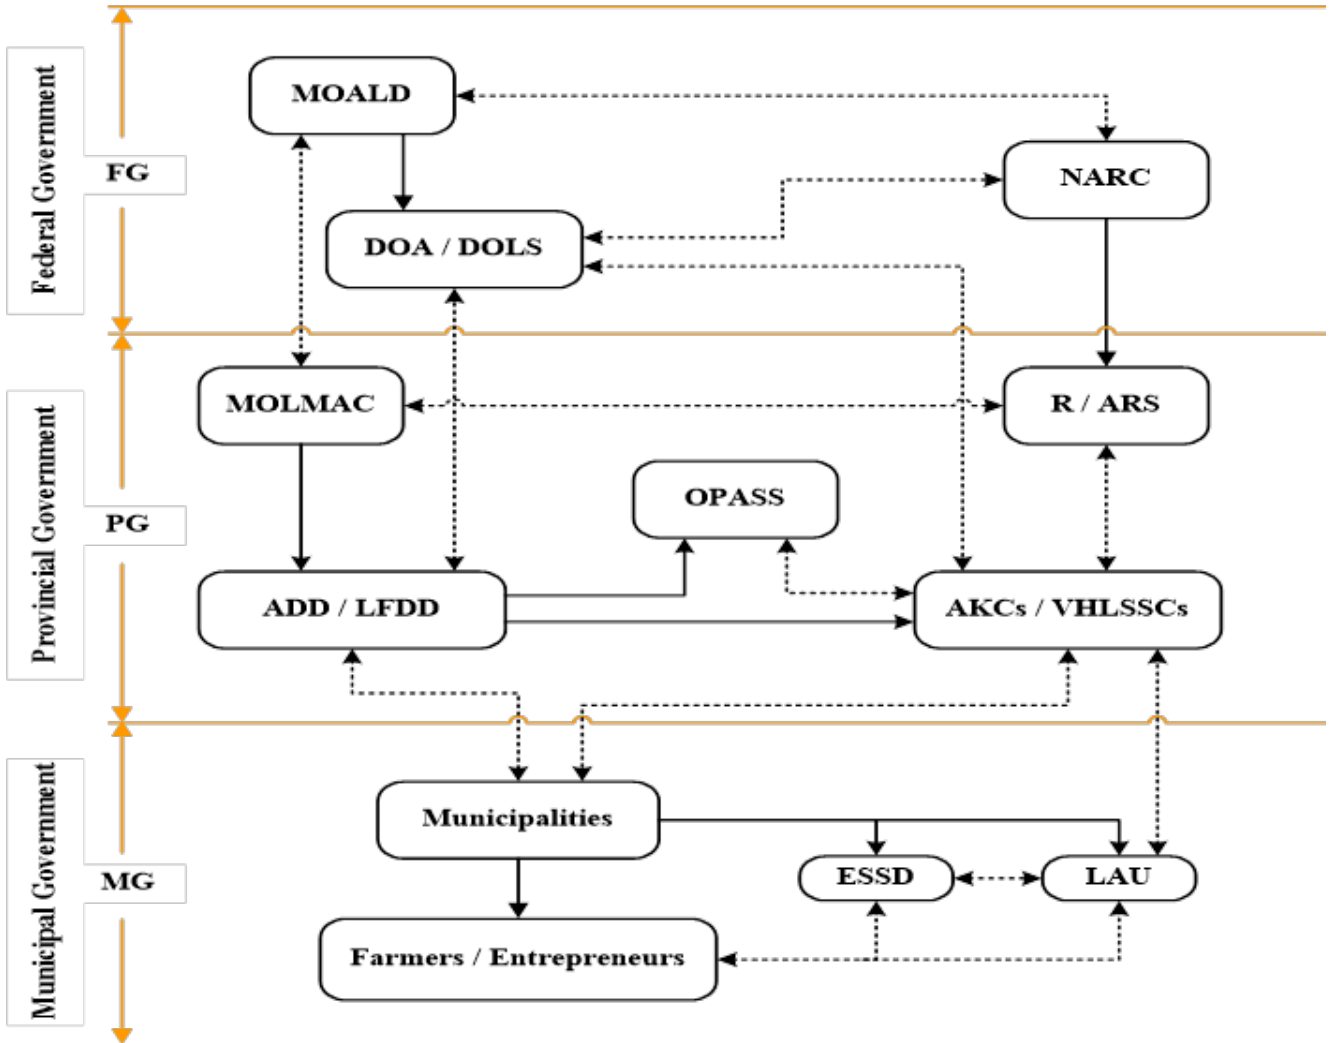 Federal Government
FG
MOALD
NARC
DOA / DOLS
Provincial Government
PG
MOLMAC
R / ARS
OPASS
ADD / LFDD
AKCs / VHLSSCs
Municipal Government
MG
Municipalities
ESSD
LAU
Farmers / Entrepreneurs